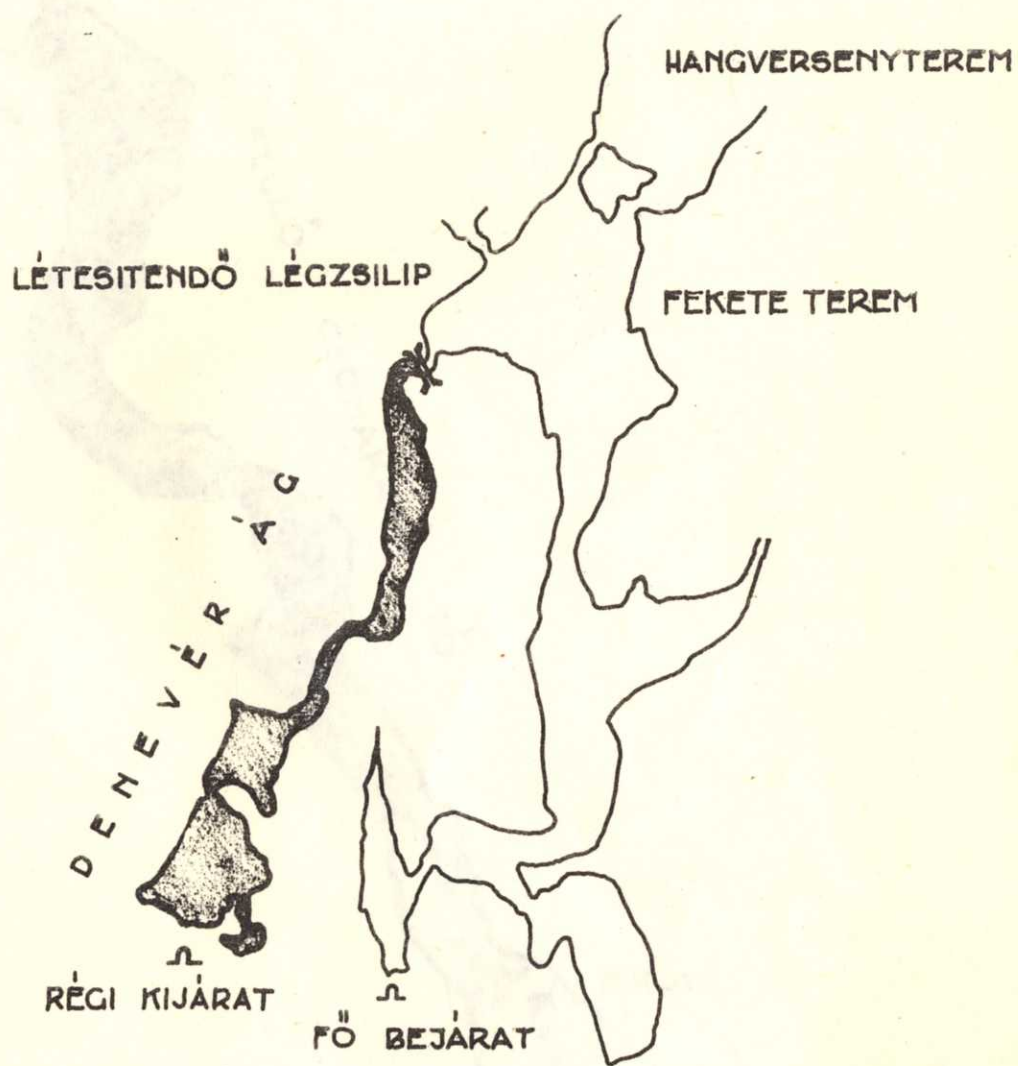 HANGVERSENYTEREM
LÉTESITENDŐ LÉGZSILIP
FEKETE TEREM
DENEVÉR ÁG
RÉGI KIJÁRAT
FŐ BEJÁRAT